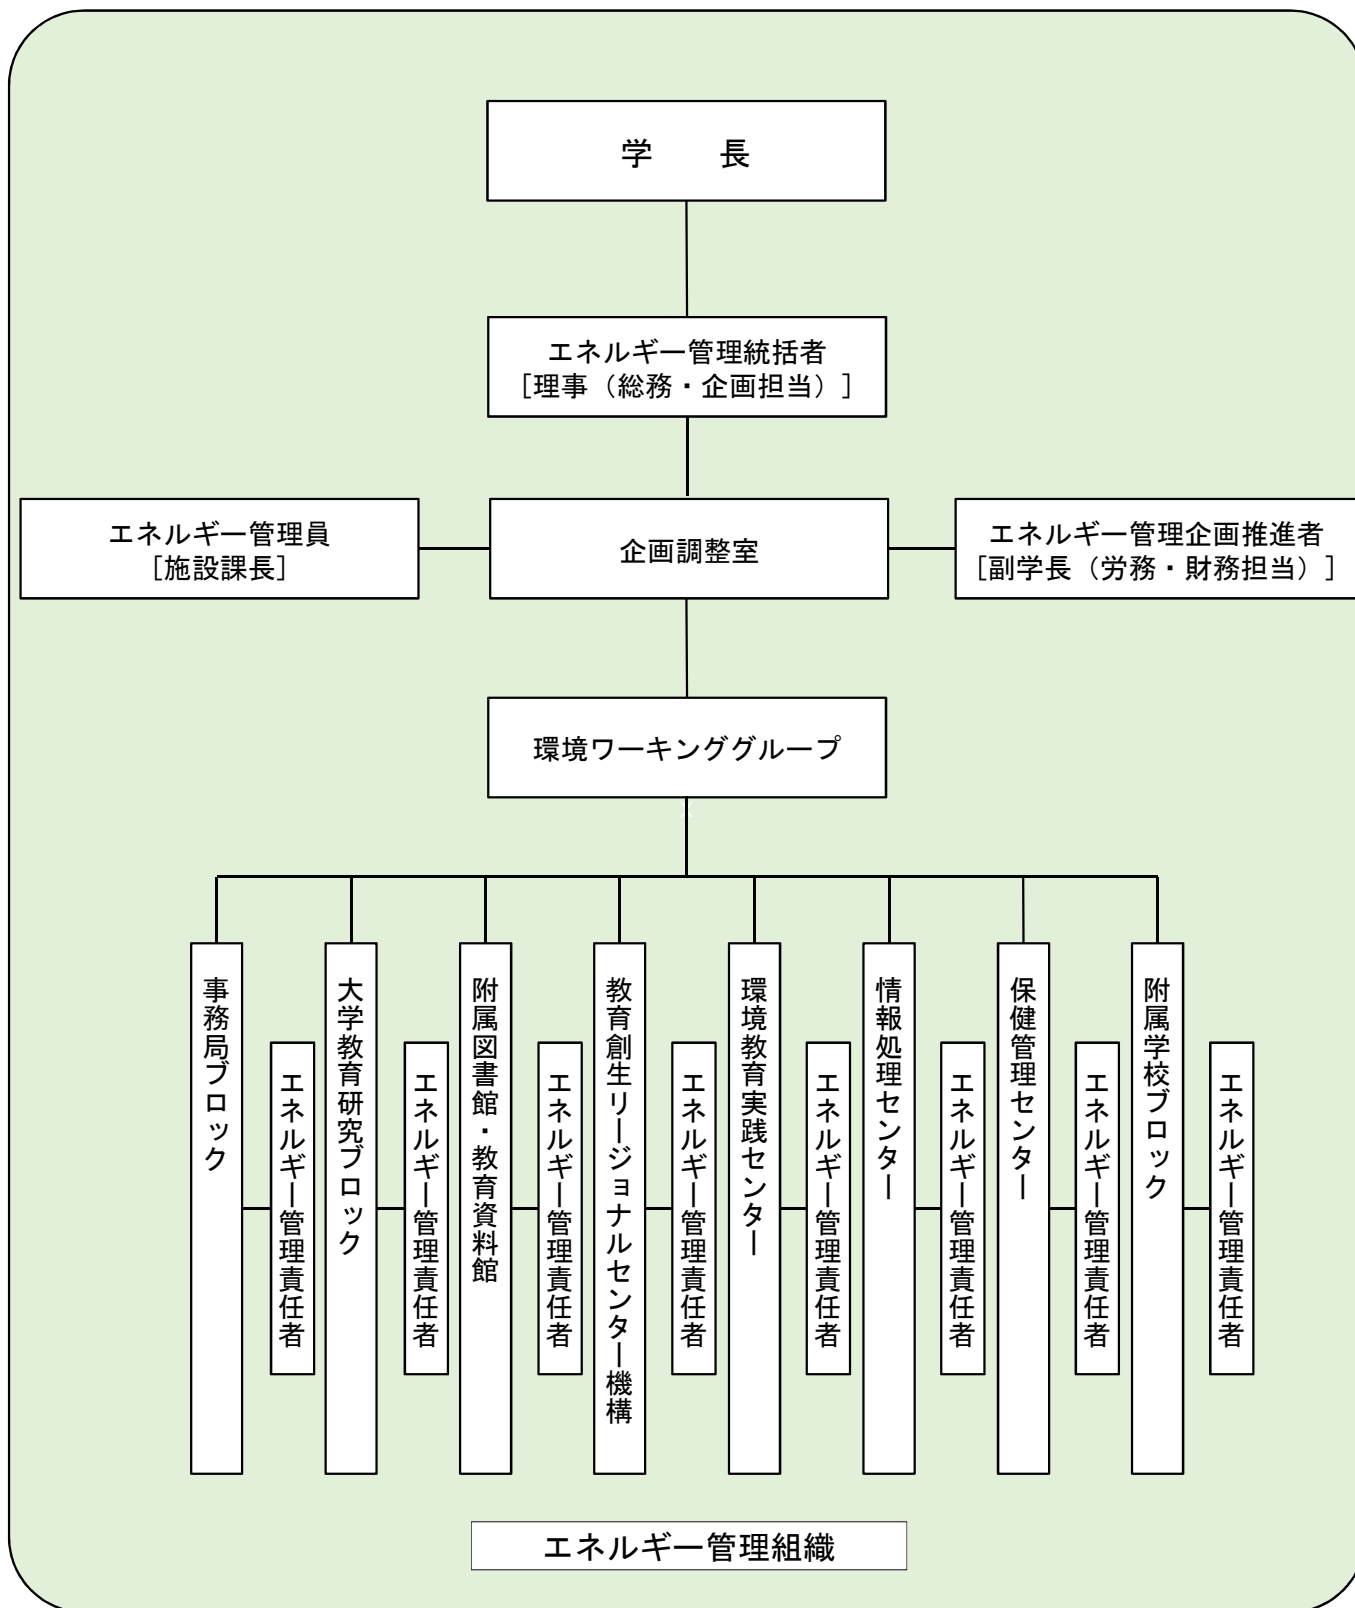 学　　長
エネルギー管理統括者
［理事（総務・企画担当）］
エネルギー管理員
［施設課長］
企画調整室
エネルギー管理企画推進者
［副学長（労務・財務担当）］
環境ワーキンググループ
事務局ブロック
エネルギー管理責任者
大学教育研究ブロック
エネルギー管理責任者
附属図書館・教育資料館
エネルギー管理責任者
教育創生リージョナルセンター機構
エネルギー管理責任者
環境教育実践センター
エネルギー管理責任者
情報処理センター
エネルギー管理責任者
保健管理センター
エネルギー管理責任者
附属学校ブロック
エネルギー管理責任者
エネルギー管理組織